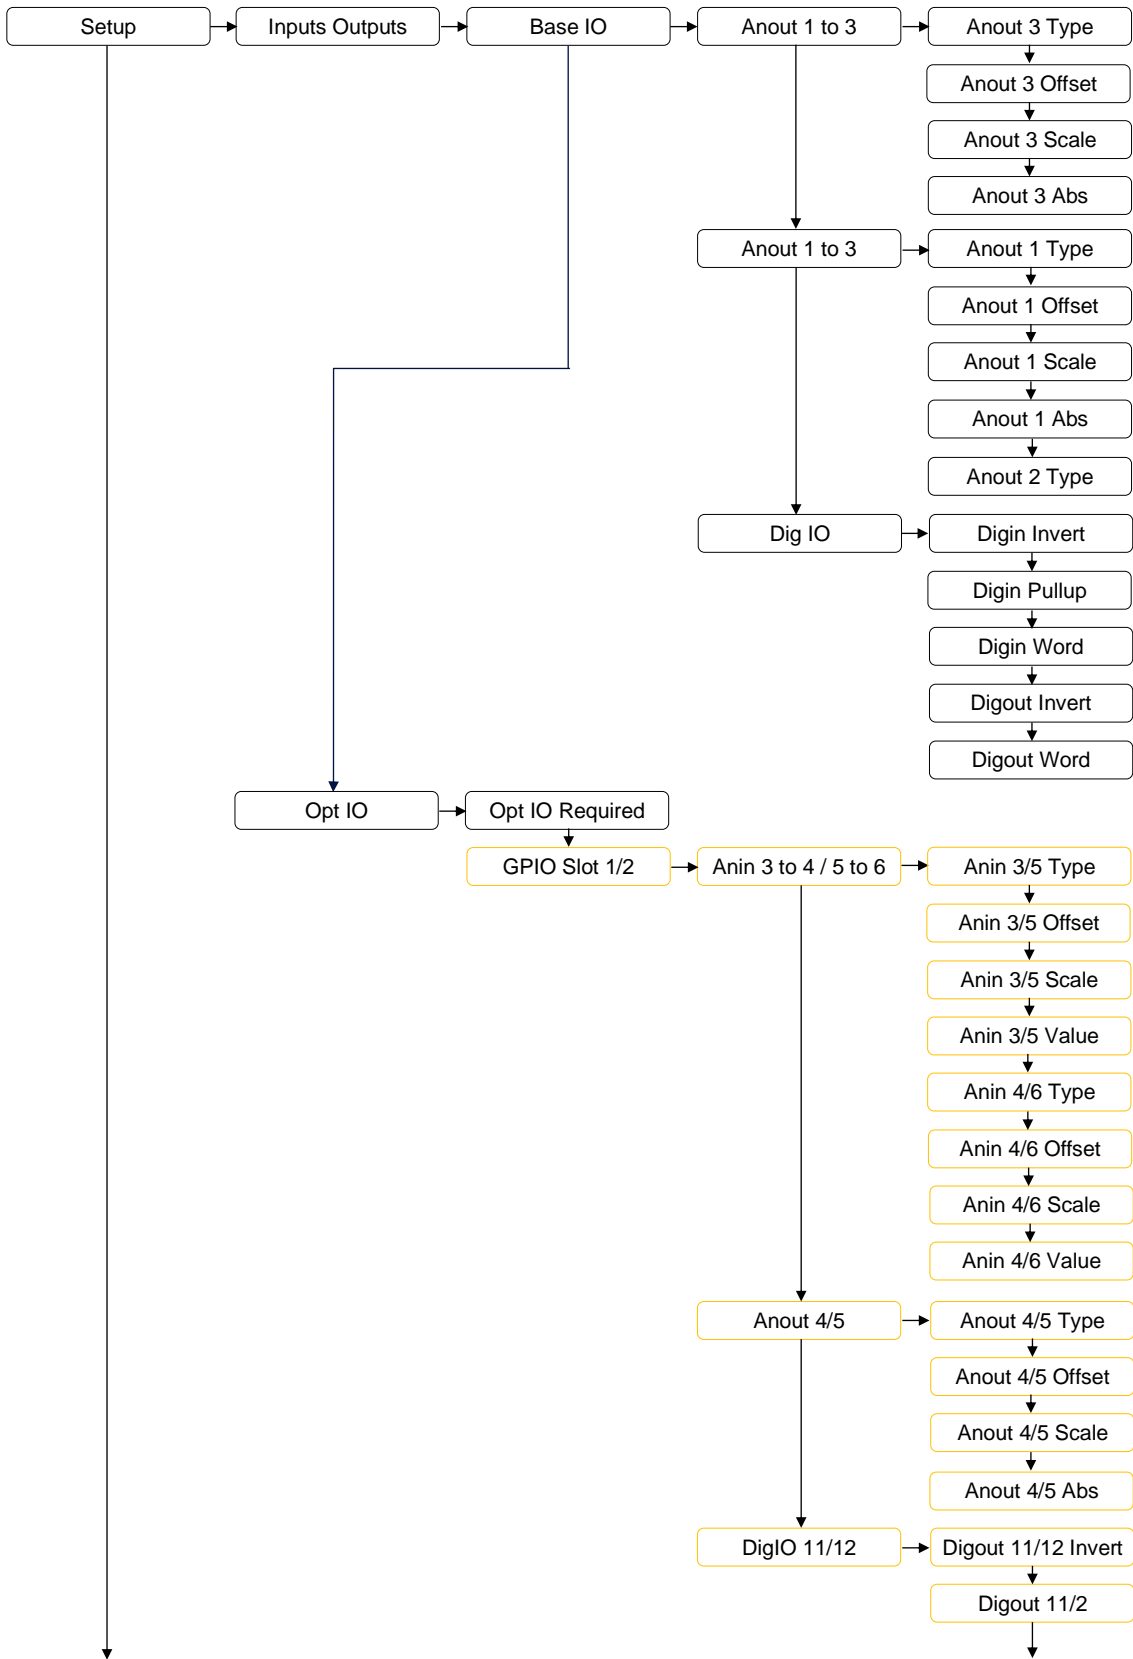 Setup
Inputs Outputs
Base IO
Anout 1 to 3
Anout 3 Type
Anout 3 Offset
Anout 3 Scale
Anout 3 Abs
Anout 1 to 3
Anout 1 Type
Anout 1 Offset
Anout 1 Scale
Anout 1 Abs
Anout 2 Type
Dig IO
Digin Invert
Digin Pullup
Digin Word
Digout Invert
Digout Word
Opt IO
Opt IO Required
GPIO Slot 1/2
Anin 3 to 4 / 5 to 6
Anin 3/5 Type
Anin 3/5 Offset
Anin 3/5 Scale
Anin 3/5 Value
Anin 4/6 Type
Anin 4/6 Offset
Anin 4/6 Scale
Anin 4/6 Value
Anout 4/5
Anout 4/5 Type
Anout 4/5 Offset
Anout 4/5 Scale
Anout 4/5 Abs
DigIO 11/12
Digout 11/12 Invert
Digout 11/2